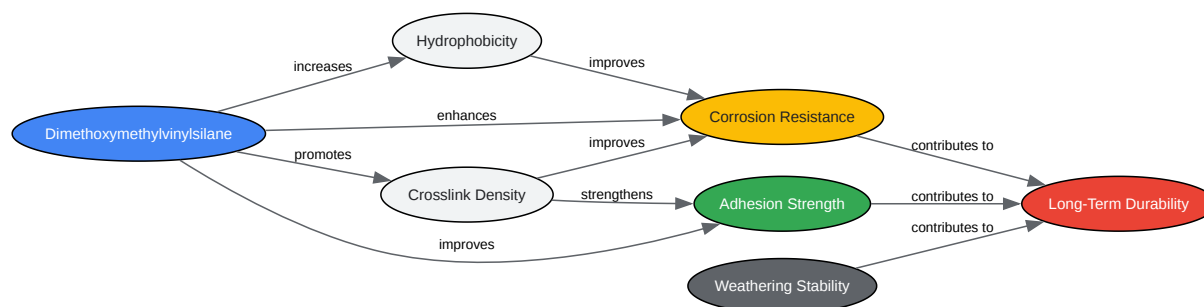 Hydrophobicity
increases
improves
Dimethoxymethylvinylsilane
enhances
Corrosion Resistance
promotes
improves
contributes to
Crosslink Density
strengthens
Adhesion Strength
contributes to
Long-Term Durability
improves
contributes to
Weathering Stability